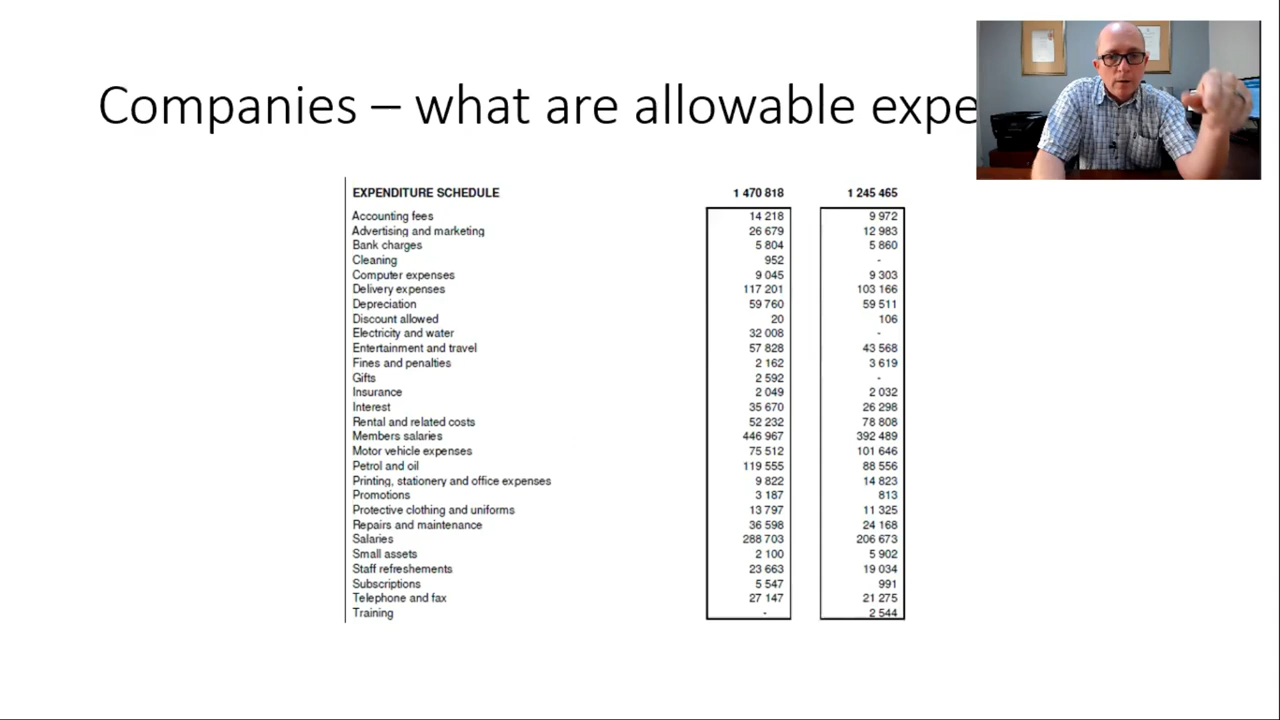 Companies – what are allowable expe
EXPENDITURE SCHEDULE 1 470 818 1 245 465
Accounting fees 14 218 9 972
Advertising and marketing 26 679 12 983
Bank charges 5 804 5 860
Cleaning 952 -
Computer expenses 9 045 9 303
Delivery expenses 117 201 103 166
Depreciation 59 760 59 511
Discount allowed 20 106
Electricity and water 32 008 -
Entertainment and travel 57 828 43 568
Fines and penalties 2 162 3 619
Gifts 2 592 -
Insurance 2 049 2 032
Interest 35 670 26 298
Rental and related costs 52 232 78 808
Members salaries 446 967 392 489
Motor vehicle expenses 75 512 101 646
Petrol and oil 119 555 88 556
Printing, stationery and office expenses 9 822 14 823
Promotions 3 187 813
Protective clothing and uniforms 13 797 11 325
Repairs and maintenance 36 598 24 168
Salaries 288 703 206 673
Small assets 2 100 5 902
Staff refreshements 23 663 19 034
Subscriptions 5 547 991
Telephone and fax 27 147 21 275
Training - 2 544